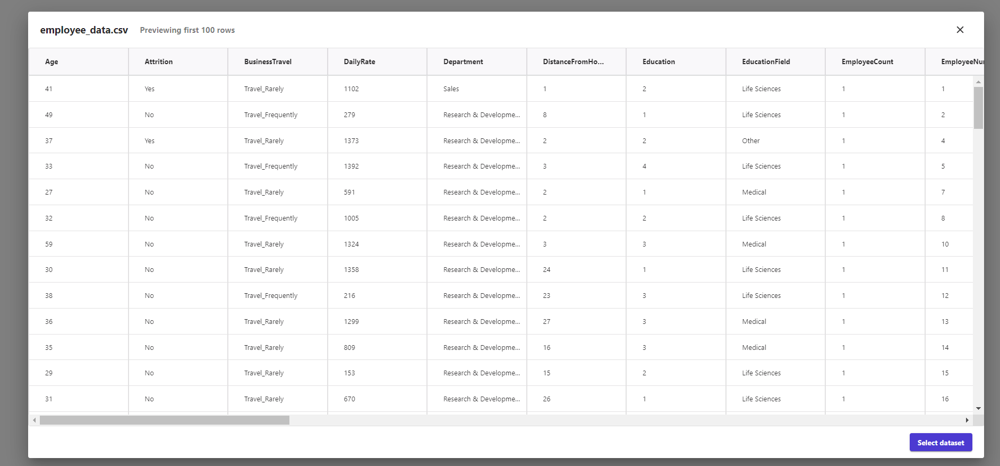 employee_data.csv Previewing first 100 rows
Age Attrition BusinessTravel DailyRate Department DistanceFromHo... Education EducationField EmployeeCount EmployeeNu
41 Yes Travel_Rarely 1102 Sales 1 2 Life Sciences 1 1
49 No Travel_Frequently 279 Research & Developme... 8 1 Life Sciences 1 2
37 Yes Travel_Rarely 1373 Research & Developme... 2 2 Other 1 4
33 No Travel_Frequently 1392 Research & Developme... 3 4 Life Sciences 1 5
27 No Travel_Rarely 591 Research & Developme... 2 1 Medical 1 7
32 No Travel_Frequently 1005 Research & Developme... 2 2 Life Sciences 1 8
59 No Travel_Rarely 1324 Research & Developme... 3 3 Medical 1 10
30 No Travel_Rarely 1358 Research & Developme... 24 1 Life Sciences 1 11
38 No Travel_Frequently 216 Research & Developme... 23 3 Life Sciences 1 12
36 No Travel_Rarely 1299 Research & Developme... 27 3 Medical 1 13
35 No Travel_Rarely 809 Research & Developme... 16 3 Medical 1 14
29 No Travel_Rarely 153 Research & Developme... 15 2 Life Sciences 1 15
31 No Travel_Rarely 670 Research & Developme... 26 1 Life Sciences 1 16
Select dataset